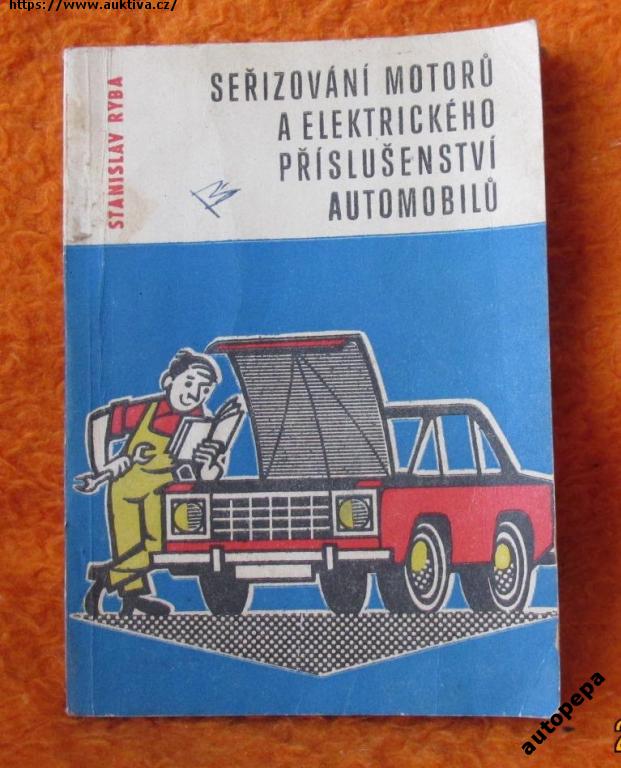 https://www.auktiva.cz/
STANISLAV RYBA
SEŘIZOVÁNÍ MOTORŮ
A ELEKTRICKÉHO
PŘÍSLUŠENSTVÍ
AUTOMOBILŮ
autopepa